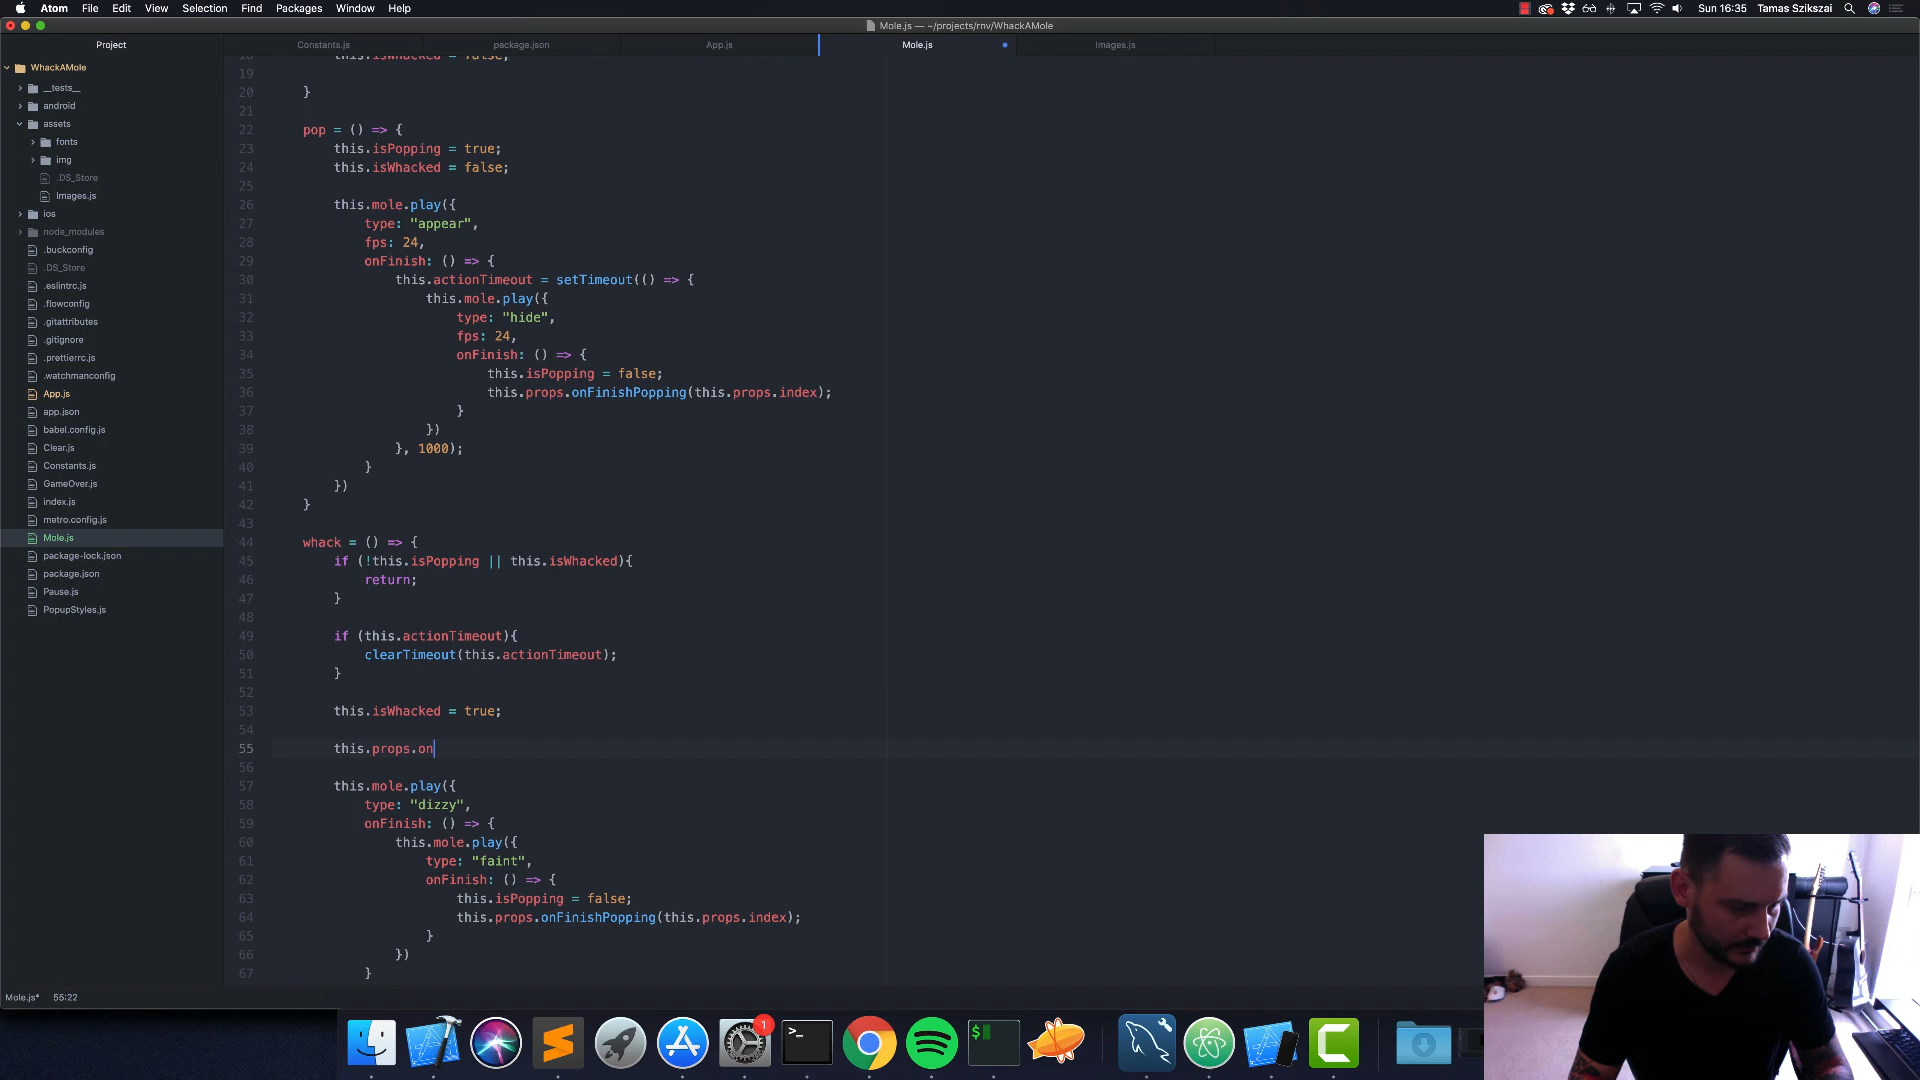 Atom File Edit View Selection Find Packages Window Help
Sun 16:35 Tamas Szikszai
Mole.js — ~/projects/rnv/WhackAMole
Project
Constants.js package.json App.js Mole.js Images.js
WhackAMole
__tests__
android
assets
fonts
img
.DS_Store
Images.js
ios
node_modules
.buckconfig
.DS_Store
.eslintrc.js
.flowconfig
.gitattributes
.gitignore
.prettierrc.js
.watchmanconfig
App.js
app.json
babel.config.js
Clear.js
Constants.js
GameOver.js
index.js
metro.config.js
Mole.js
package-lock.json
package.json
Pause.js
PopupStyles.js
18 this.isWhacked = false;
19
20 }
21
22 pop = () => {
23 this.isPopping = true;
24 this.isWhacked = false;
25
26 this.mole.play({
27 type: "appear",
28 fps: 24,
29 onFinish: () => {
30 this.actionTimeout = setTimeout(() => {
31 this.mole.play({
32 type: "hide",
33 fps: 24,
34 onFinish: () => {
35 this.isPopping = false;
36 this.props.onFinishPopping(this.props.index);
37 }
38 })
39 }, 1000);
40 }
41 })
42 }
43
44 whack = () => {
45 if (!this.isPopping || this.isWhacked){
46 return;
47 }
48
49 if (this.actionTimeout){
50 clearTimeout(this.actionTimeout);
51 }
52
53 this.isWhacked = true;
54
55 this.props.on
56
57 this.mole.play({
58 type: "dizzy",
59 onFinish: () => {
60 this.mole.play({
61 type: "faint",
62 onFinish: () => {
63 this.isPopping = false;
64 this.props.onFinishPopping(this.props.index);
65 }
66 })
67 }
Mole.js* 55:22
1